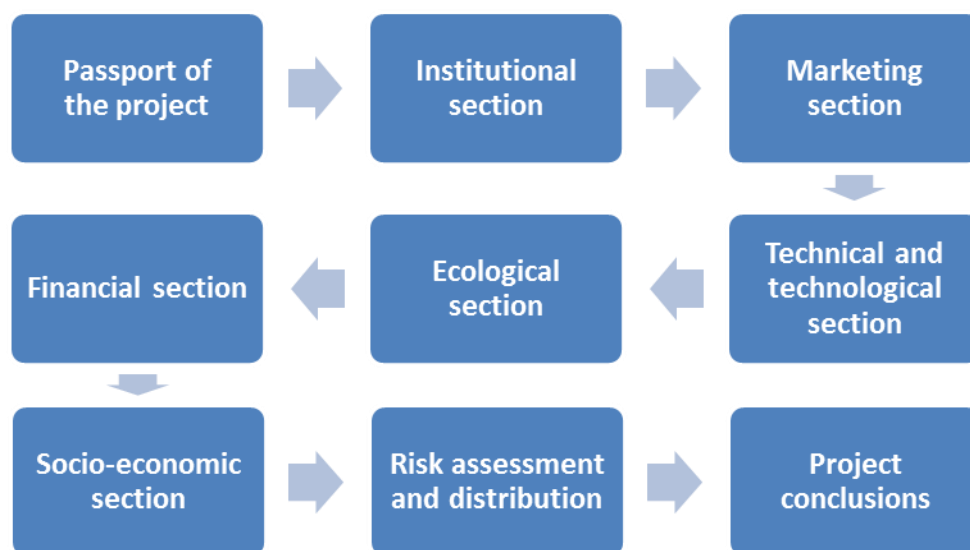 Passport of
the project
Institutional
section
Marketing
section
Technical and
technological
section
Ecological
section
Financial section
Socio-economic
section
Risk assessment
and distribution
Project
conclusions